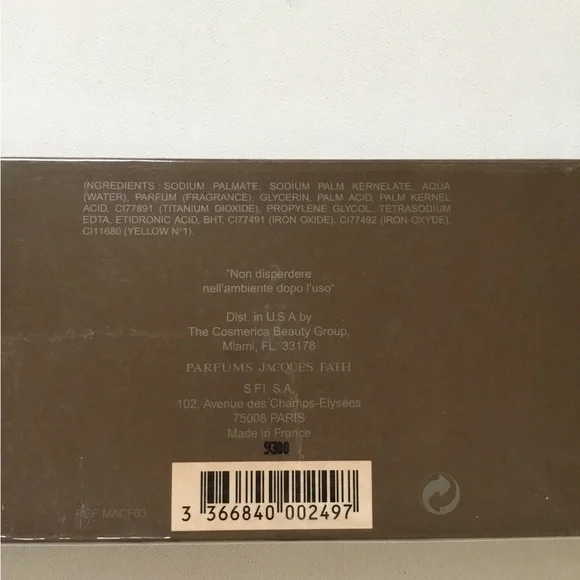 INGREDIENTS : SODIUM PALMATE, SODIUM PALM KERNELATE, AQUA
(WATER), PARFUM (FRAGRANCE), GLYCERIN, PALM ACID, PALM KERNEL
ACID, CI77891 (TITANIUM DIOXIDE), PROPYLENE GLYCOL, TETRASODIUM
EDTA, ETIDRONIC ACID, BHT, CI77491 (IRON OXIDE), CI77492 (IRON OXYDE),
CI11680 (YELLOW N°1).
"Non disperdere
nell'ambiente dopo l'uso"
Dist. in U.S.A by
The Cosmerica Beauty Group,
Miami, FL. 33178
PARFUMS JACQUES FATH
S.F.I. S.A.
102, Avenue des Champs-Elysées
75008 PARIS
Made in France
9300
REF MACF03
3 366840 002497